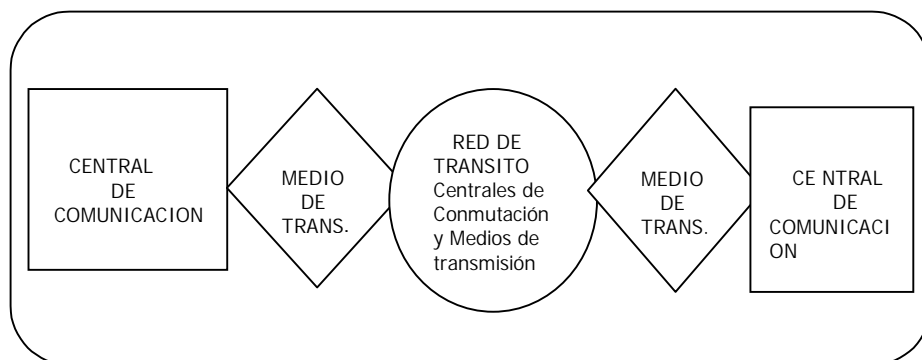 CENTRAL
DE
COMUNICACION
MEDIO
DE
TRANS.
RED DE
TRANSITO
Centrales de
Conmutación
y Medios de
transmisión
MEDIO
DE
TRANS.
CE NTRAL
DE
COMUNICACI
ON